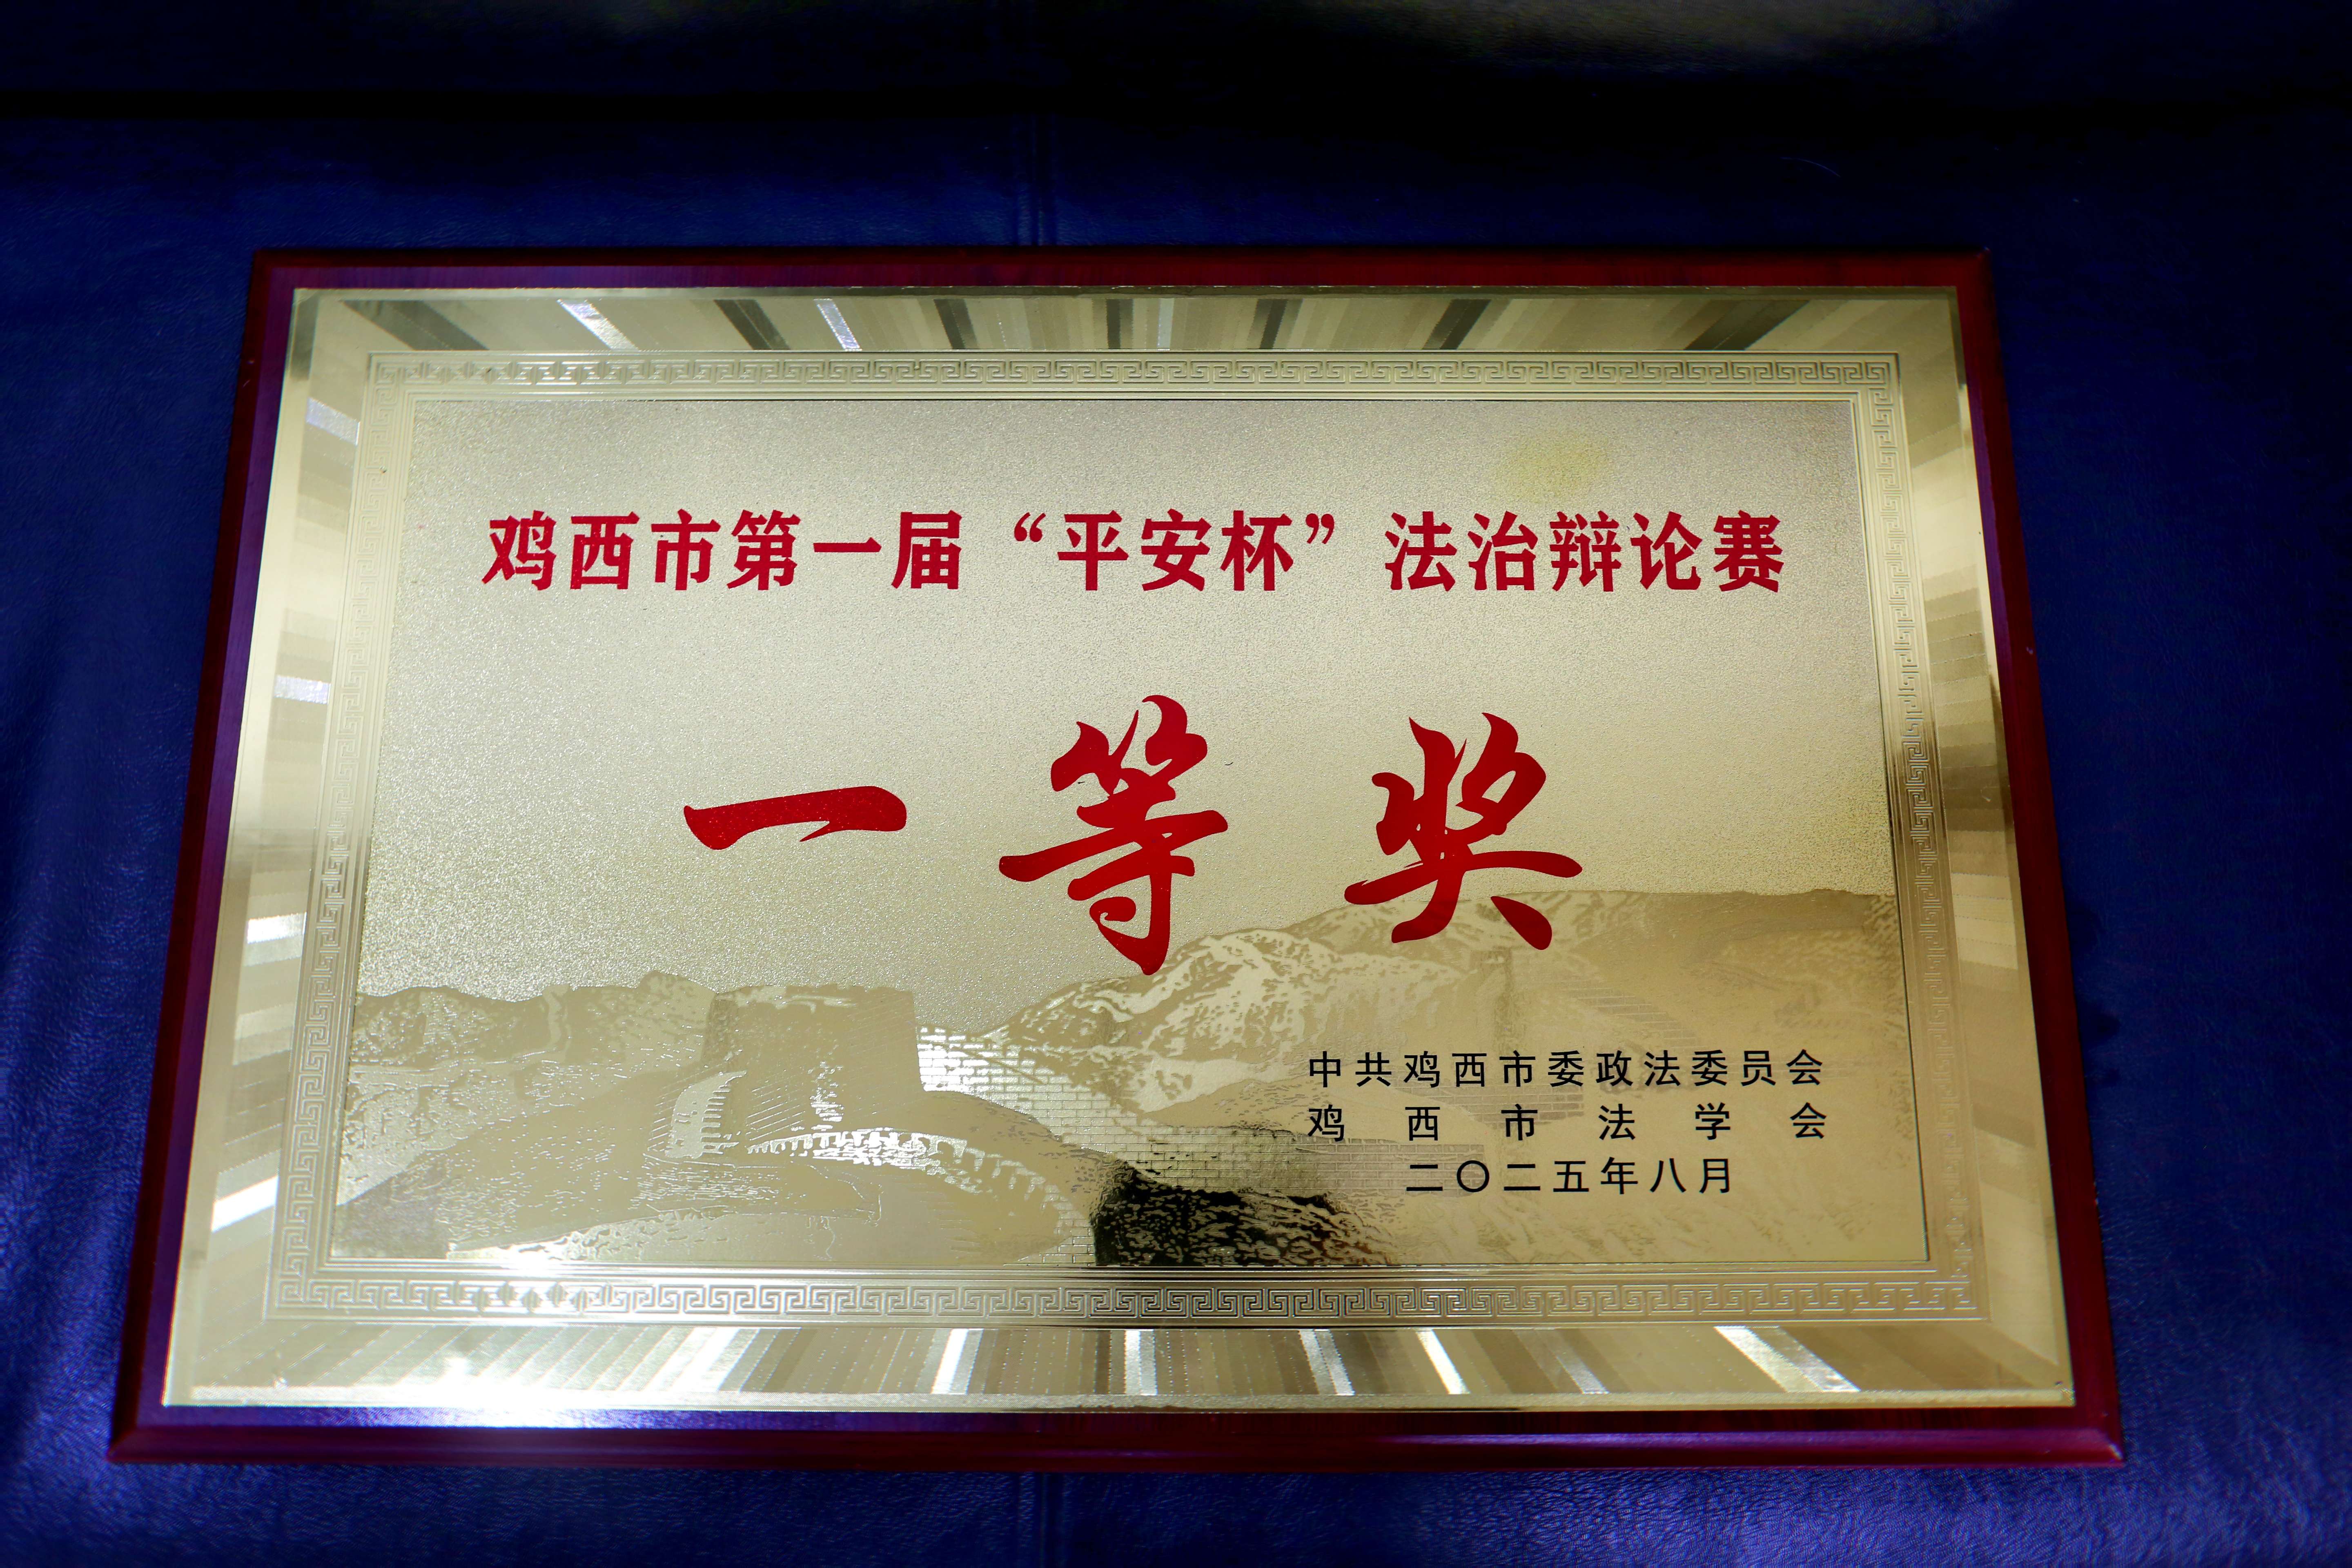 鸡西市第一届“平安杯”法治辩论赛
一等奖
中共鸡西市委政法委员会
鸡西市法学会
二〇二五年八月